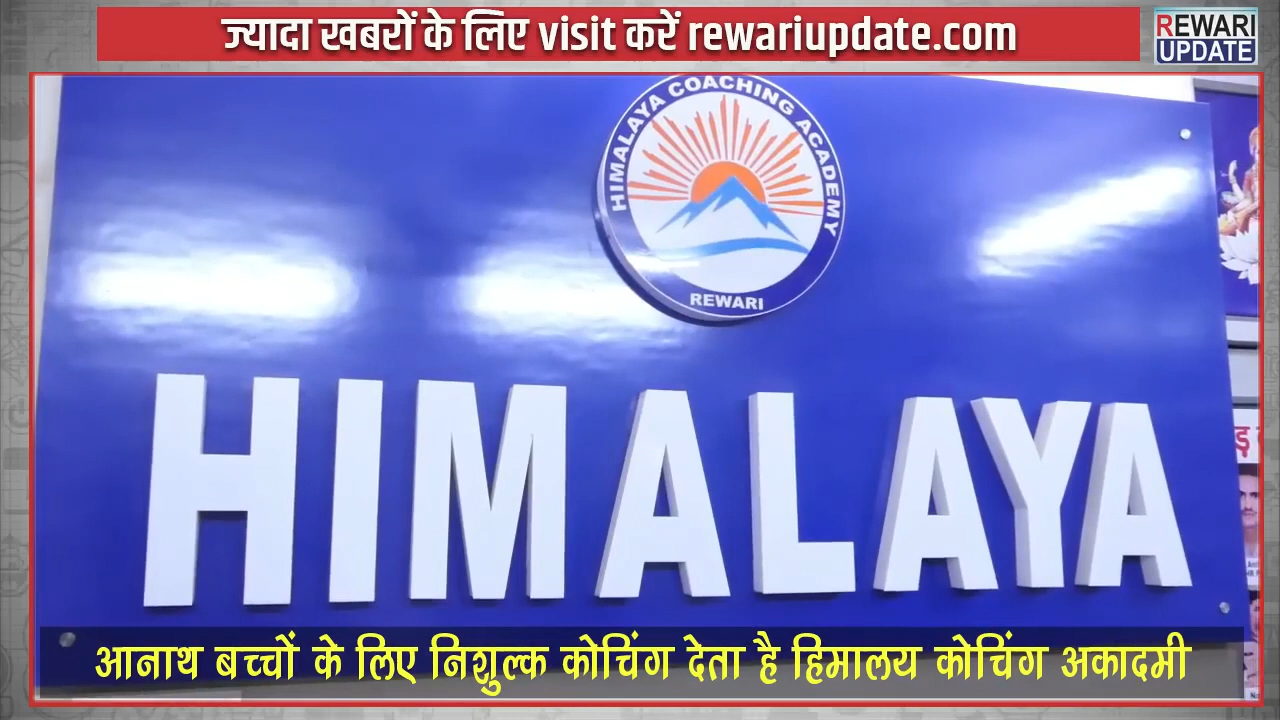 ज्यादा खबरों के लिए visit करें rewariupdate.com
REWARI
UPDATE
HIMALAYA COACHING ACADEMY
REWARI
HIMALAYA
आनाथ बच्चों के लिए निशुल्क कोचिंग देता है हिमालय कोचिंग अकादमी